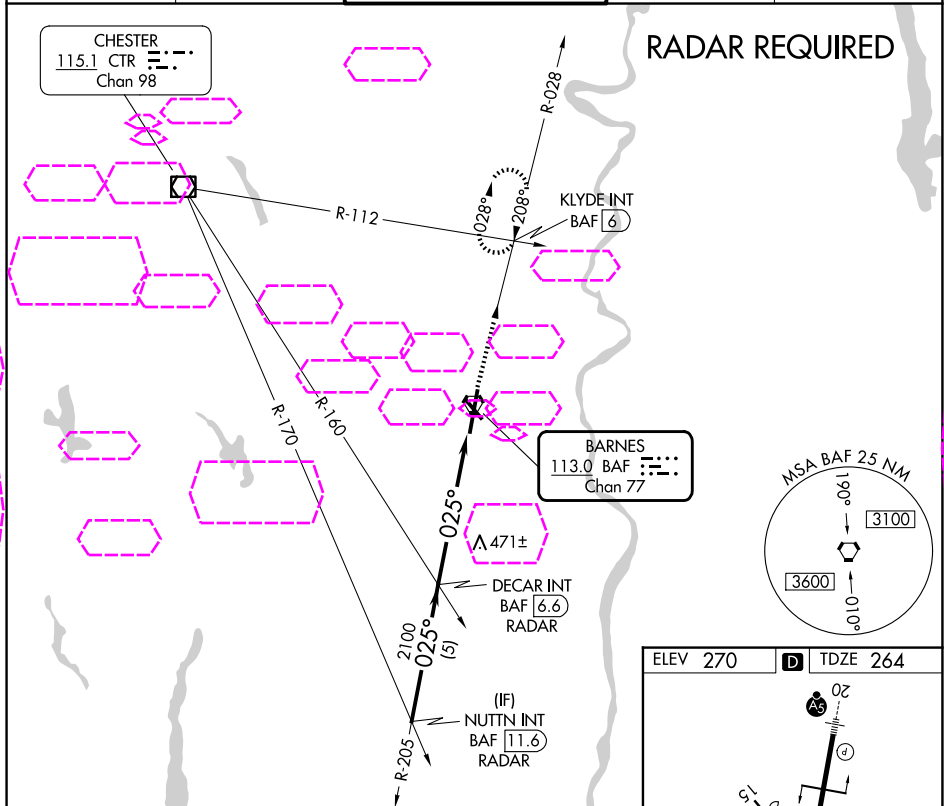 CHESTER
115.1 CTR
Chan 98
RADAR REQUIRED
R-028
R-112
028°
208°
KLYDE INT
BAF 6
R-170
R-160
BARNES
113.0 BAF
Chan 77
MSA BAF 25 NM
190°
3100
3600
010°
025°
471±
DECAR INT
BAF 6.6
RADAR
2100
025°
(5)
(IF)
NUTTN INT
BAF 11.6
RADAR
R-205
ELEV 270
D
TDZE 264
20
A5
P
15